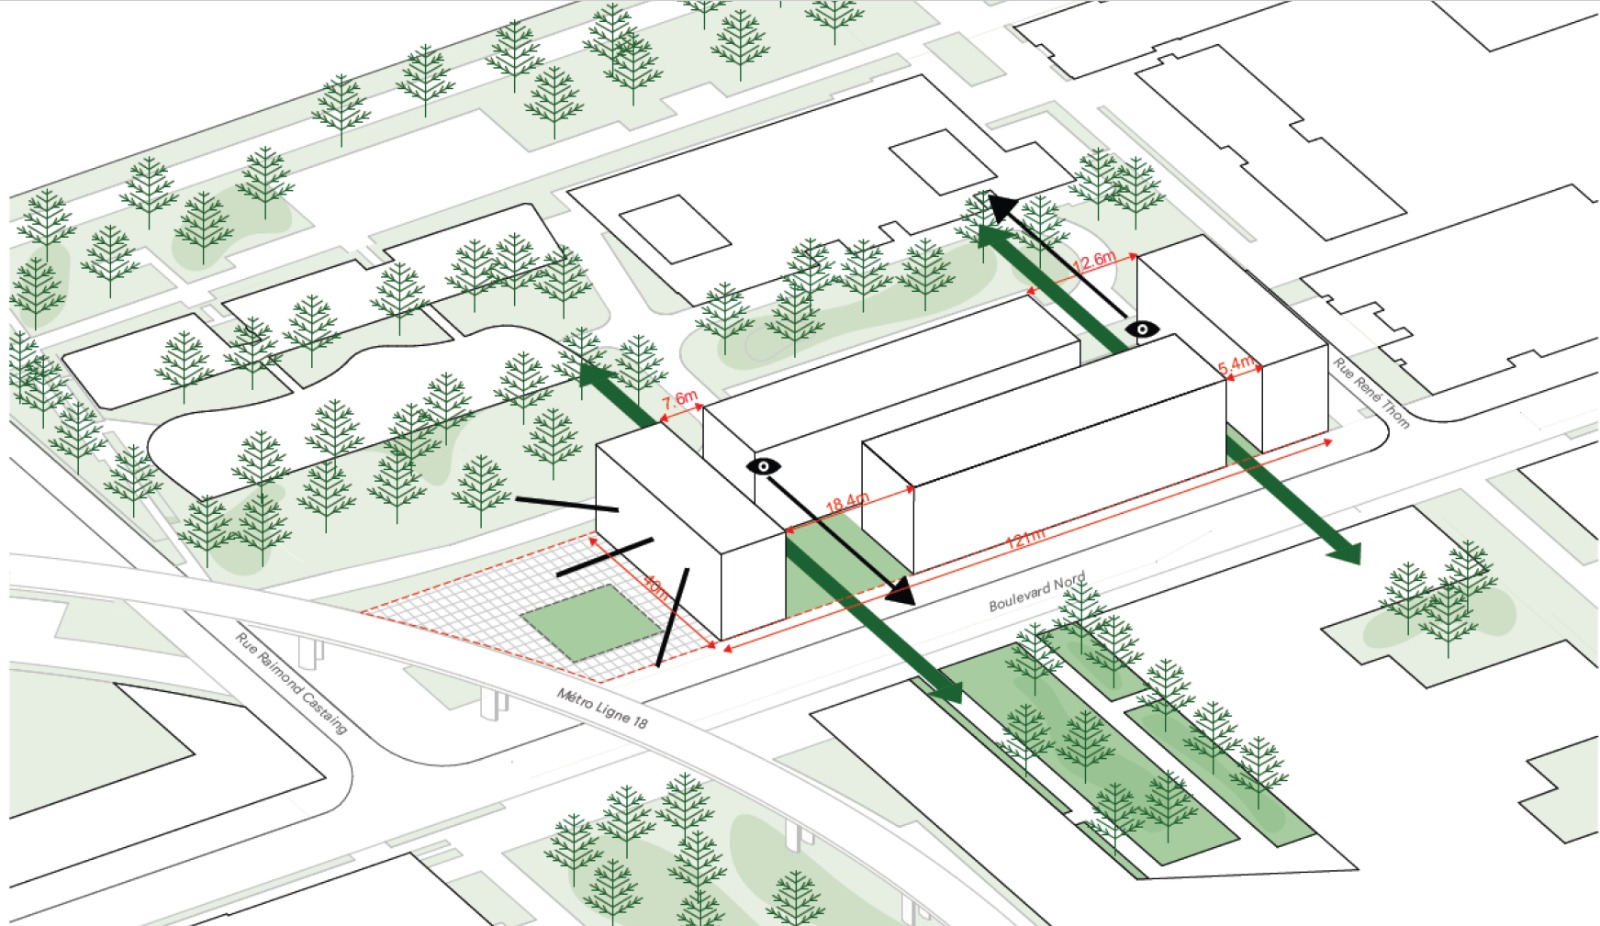 12.6m
5.4m
Rue René Thom
7.6m
18.4m
121m
40m
Boulevard Nord
Rue Raimond Castaing
Métro Ligne 18